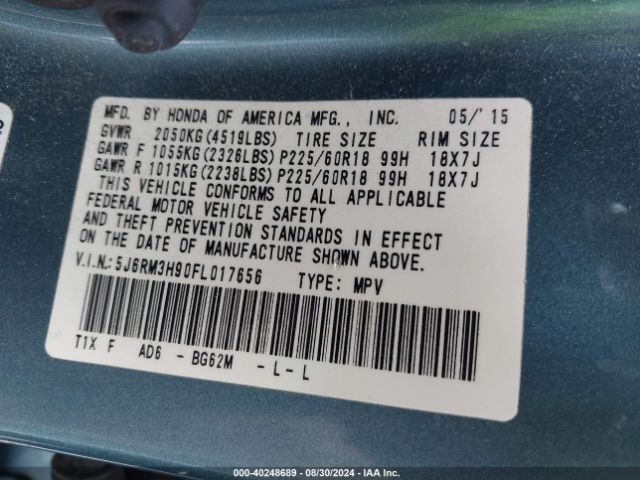 MFD. BY HONDA OF AMERICA MFG., INC. 05/'15
GVWR 2050KG(4519LBS) TIRE SIZE RIM SIZE
GAWR F 1055KG(2326LBS) P225/60R18 99H 18X7J
GAWR R 1015KG(2238LBS) P225/60R18 99H 18X7J
THIS VEHICLE CONFORMS TO ALL APPLICABLE
FEDERAL MOTOR VEHICLE SAFETY
AND THEFT PREVENTION STANDARDS IN EFFECT
ON THE DATE OF MANUFACTURE SHOWN ABOVE.
V.I.N.: 5J6RM3H90FL017656 TYPE: MPV
T1X F AD6 - BG62M - L - L
000-40248689 - 08/30/2024 - IAA Inc.